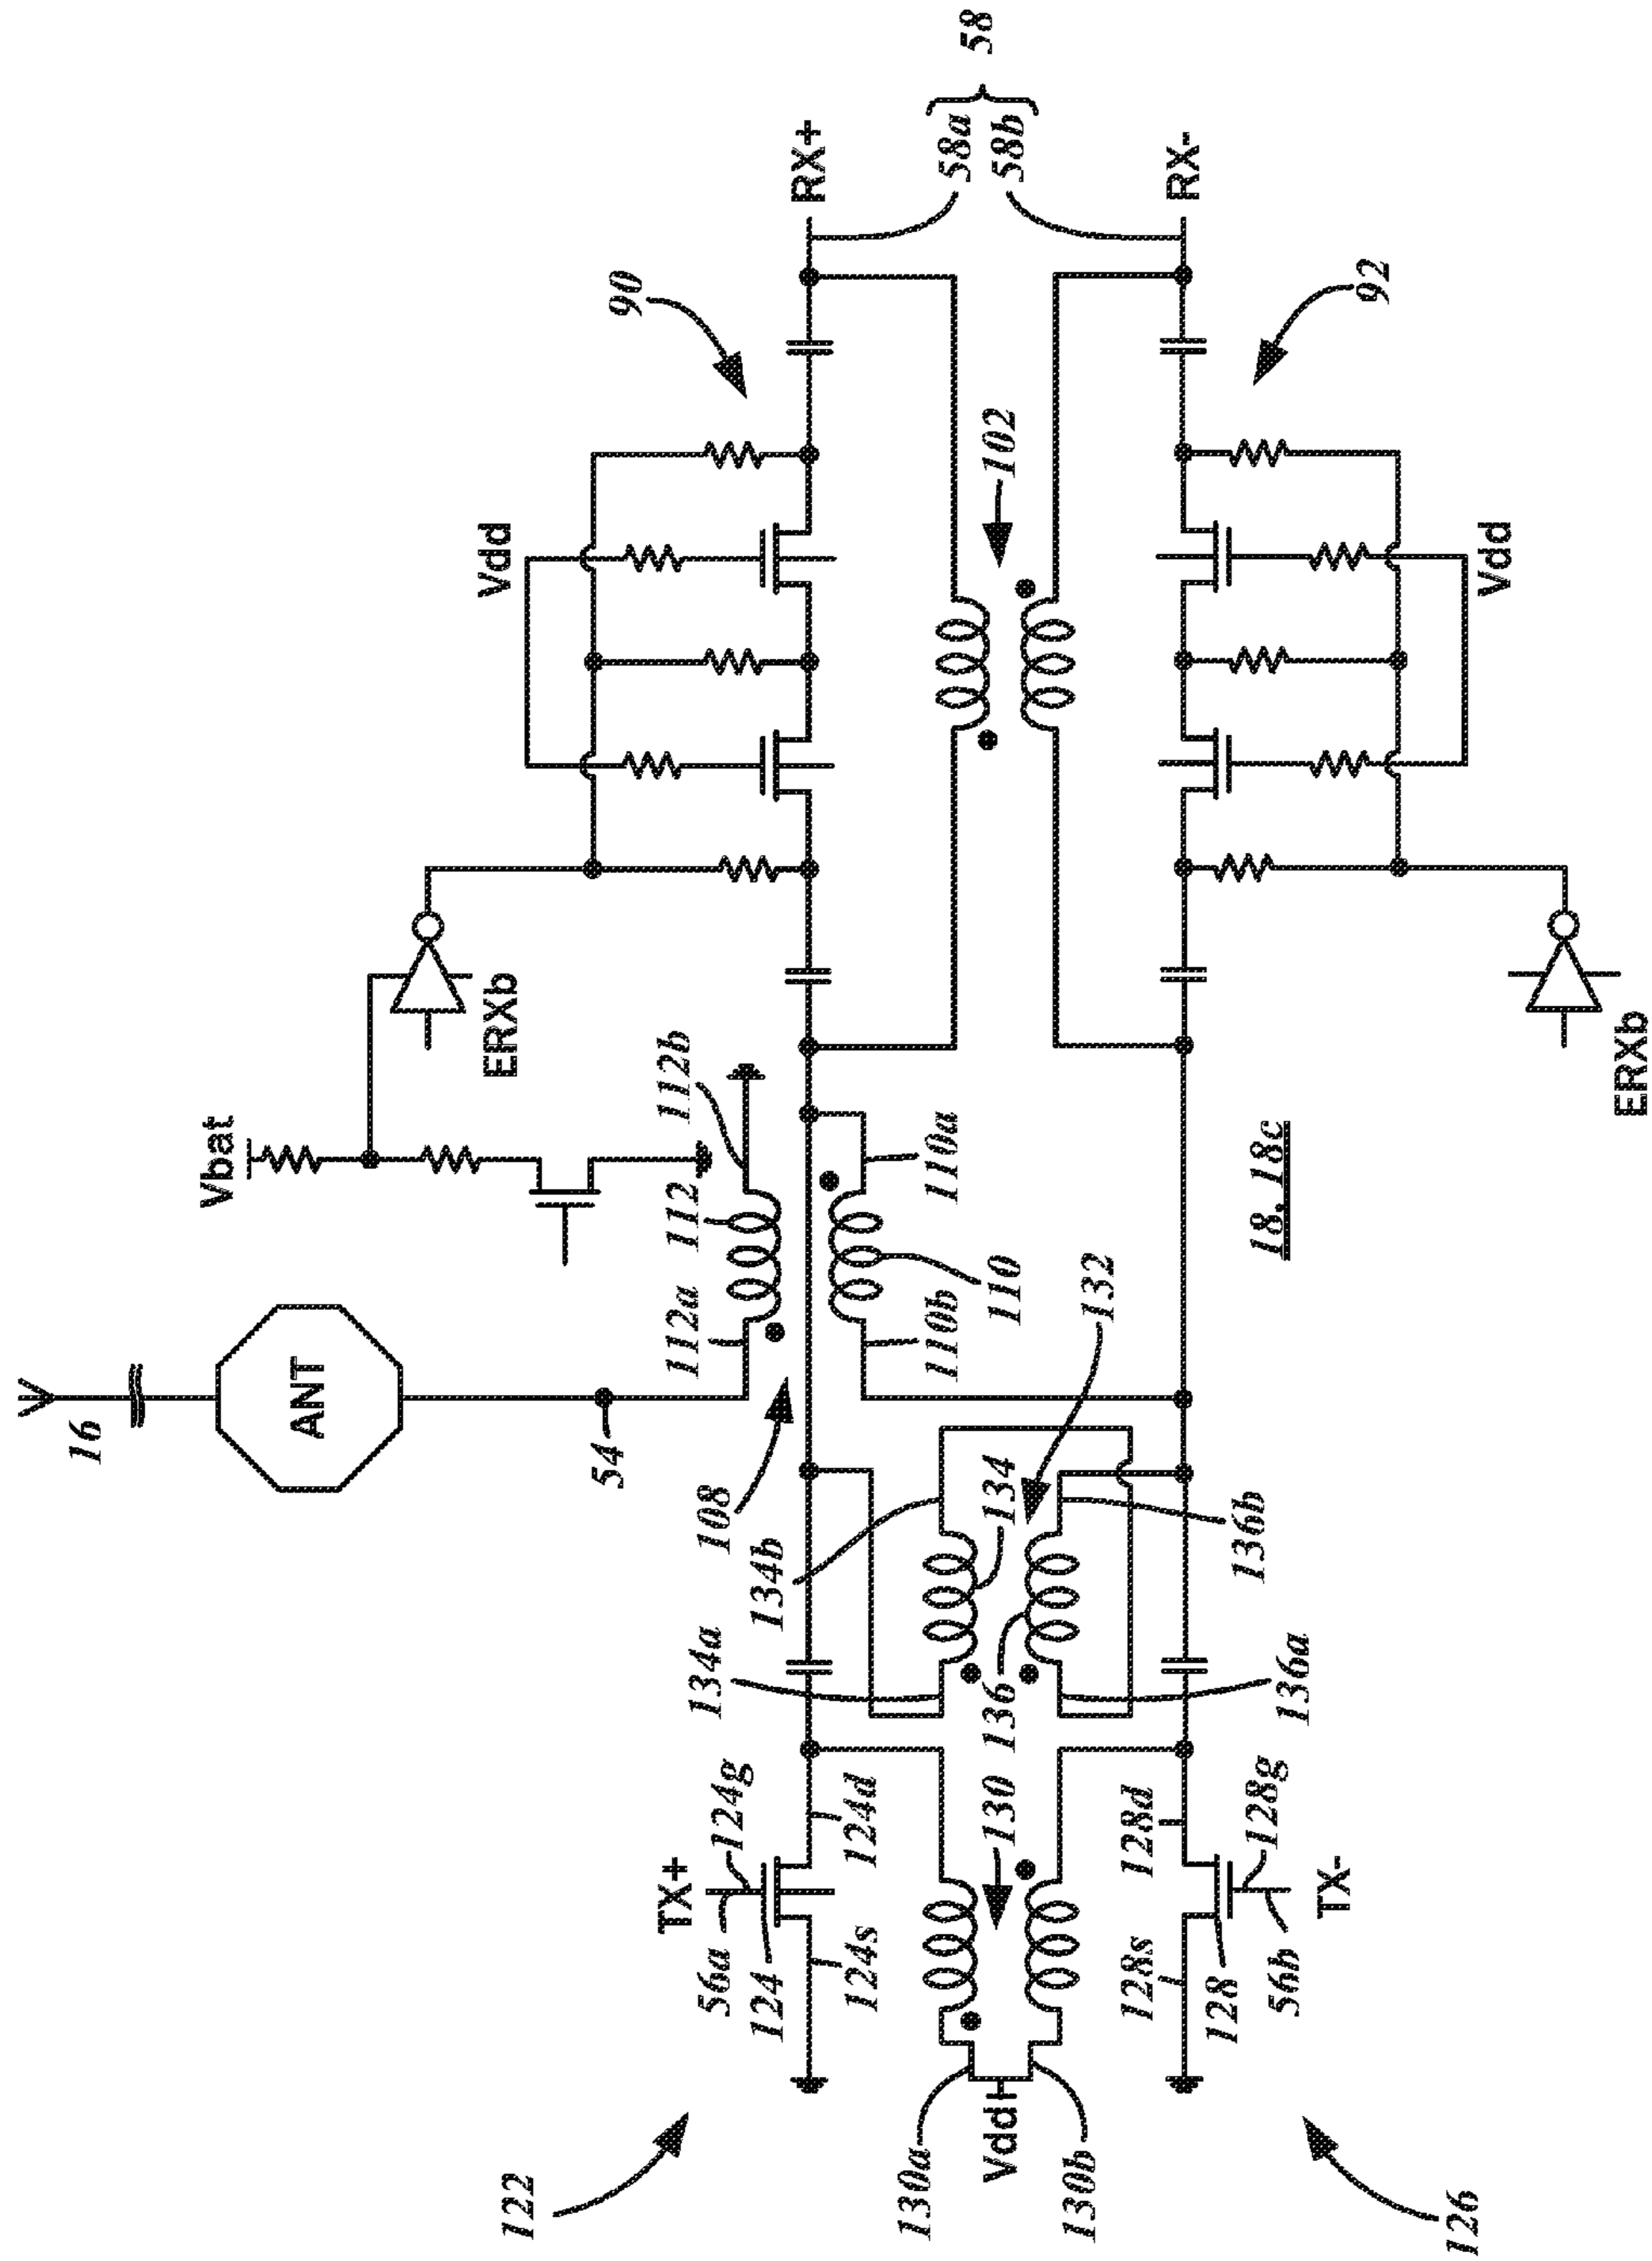 58
58a
58b
RX+
RX-
90
92
102
Vdd
Vdd
ERXb
ERXb
Vbat
112b
112
112a
110a
110
110b
18, 18c
16
ANT
54
108
132
134b
134
134a
136b
136
136a
130
TX+
124g
56a
124
124d
124s
128d
128g
128s
128
56b
TX-
130a
Vdd
130b
122
126